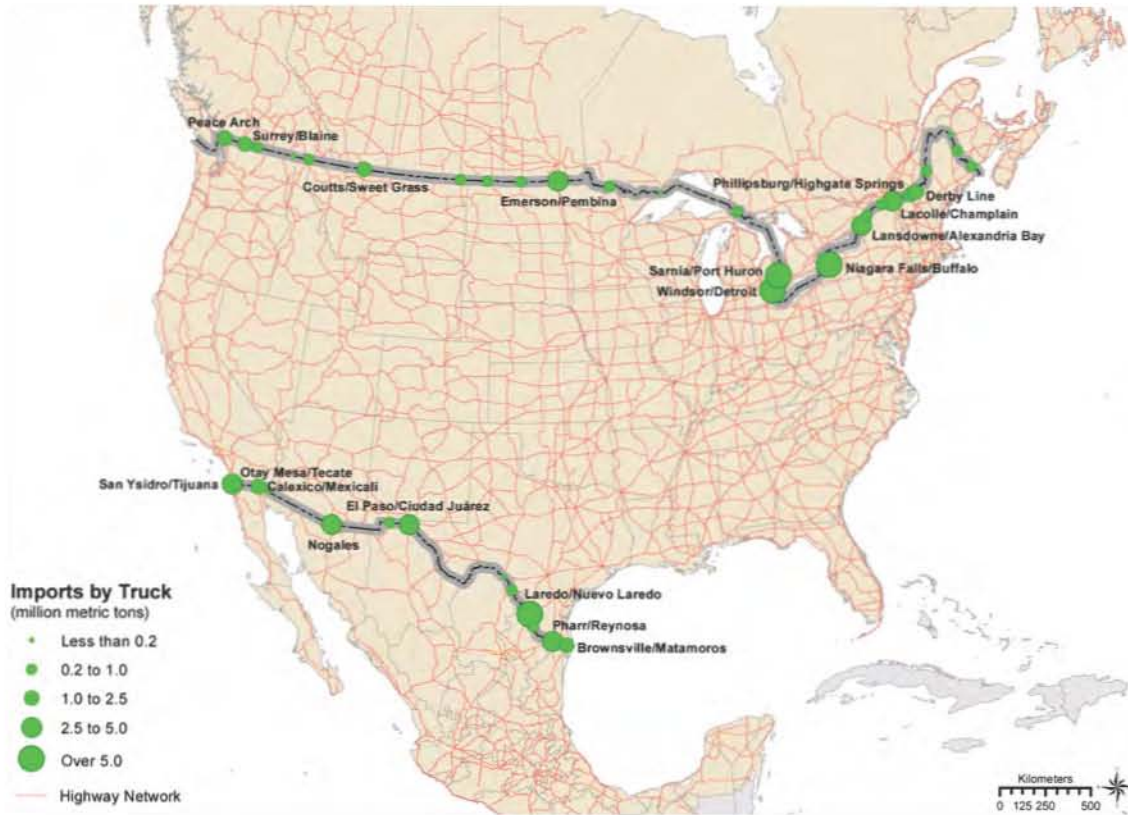 Peace Arch
Surrey/Blaine
Coutts/Sweet Grass
Emerson/Pembina
Phillipsburg/Highgate Springs
Derby Line
Lacolle/Champlain
Lansdowne/Alexandria Bay
Sarnia/Port Huron
Niagara Falls/Buffalo
Windsor/Detroit
Otay Mesa/Tecate
San Ysidro/Tijuana
Calexico/Mexicali
El Paso/Ciudad Juárez
Nogales
Laredo/Nuevo Laredo
Pharr/Reynosa
Brownsville/Matamoros
Imports by Truck
(million metric tons)
Less than 0.2
0.2 to 1.0
1.0 to 2.5
2.5 to 5.0
Over 5.0
Highway Network
Kilometers
0 125 250 500